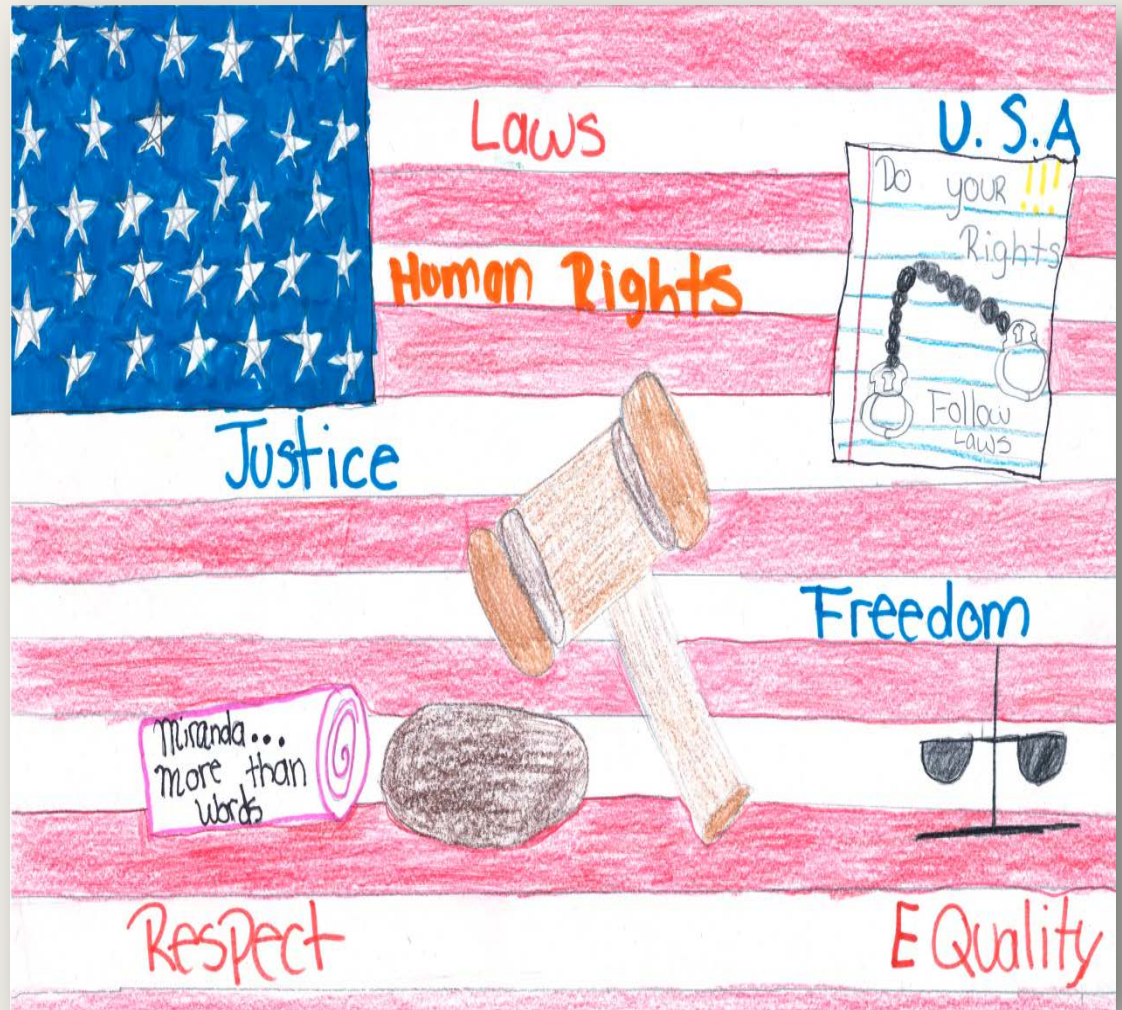 Laws
U. S. A
Do your !!!
Rights
Human Rights
Follow
Laws
Justice
Freedom
Miranda...
more than
words
Respect
EQuality